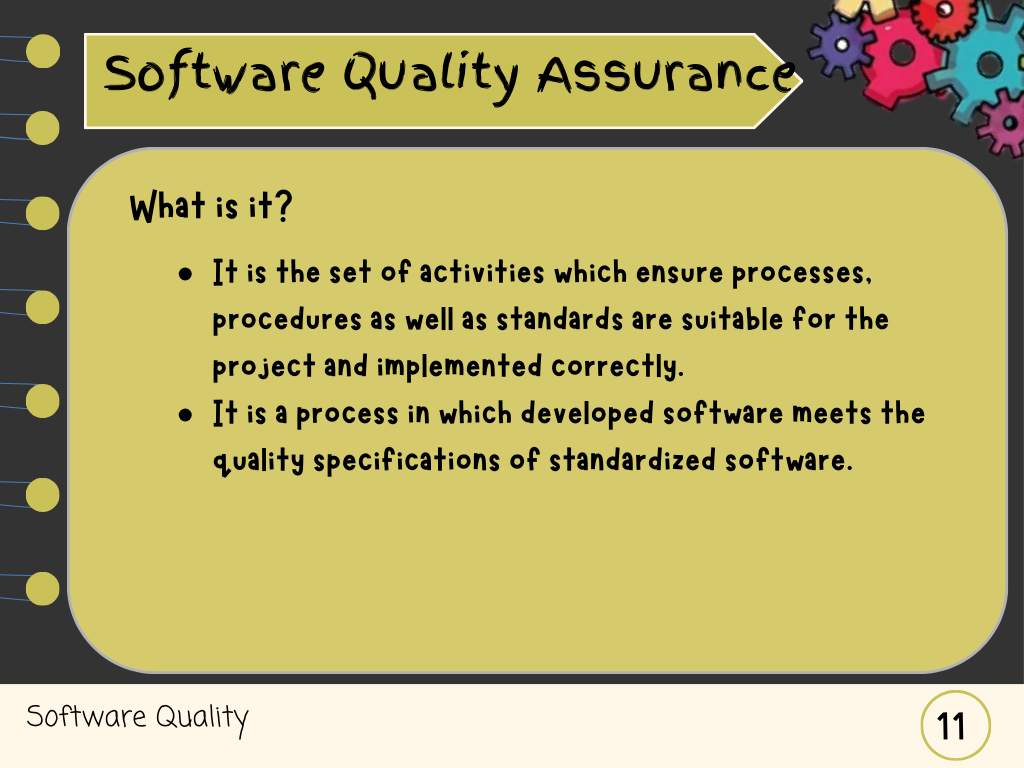 Software Quality Assurance
What is it?
● It is the set of activities which ensure processes,
procedures as well as standards are suitable for the
project and implemented correctly.
● It is a process in which developed software meets the
quality specifications of standardized software.
Software Quality
11